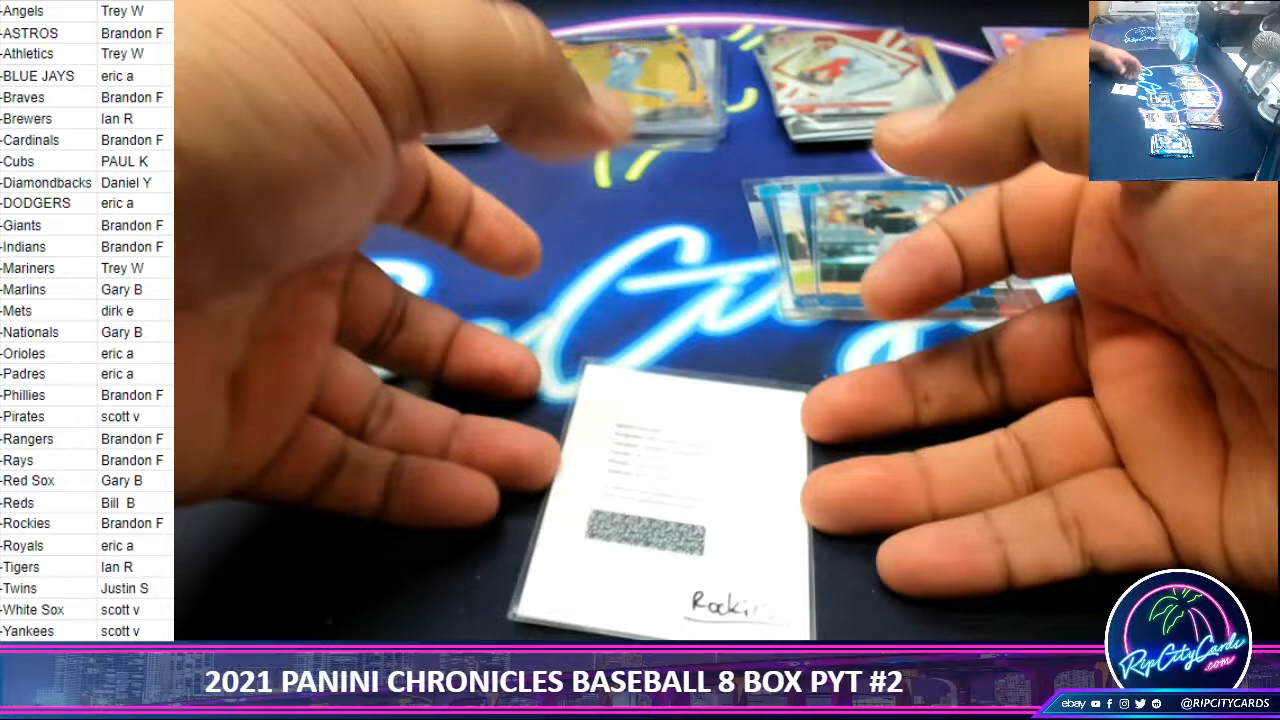 -Angels Trey W
-ASTROS Brandon F
-Athletics Trey W
-BLUE JAYS eric a
-Braves Brandon F
-Brewers Ian R
-Cardinals Brandon F
-Cubs PAUL K
-Diamondbacks Daniel Y
-DODGERS eric a
-Giants Brandon F
-Indians Brandon F
-Mariners Trey W
-Marlins Gary B
-Mets dirk e
-Nationals Gary B
-Orioles eric a
-Padres eric a
-Phillies Brandon F
-Pirates scott v
-Rangers Brandon F
-Rays Brandon F
-Red Sox Gary B
-Reds Bill B
-Rockies Brandon F
-Royals eric a
-Tigers Ian R
-Twins Justin S
-White Sox scott v
-Yankees scott v
RipCityCards
.com
2021 PANINI CHRONICLES BASEBALL 8 BOX PYT #2
ebay @RIPCITYCARDS